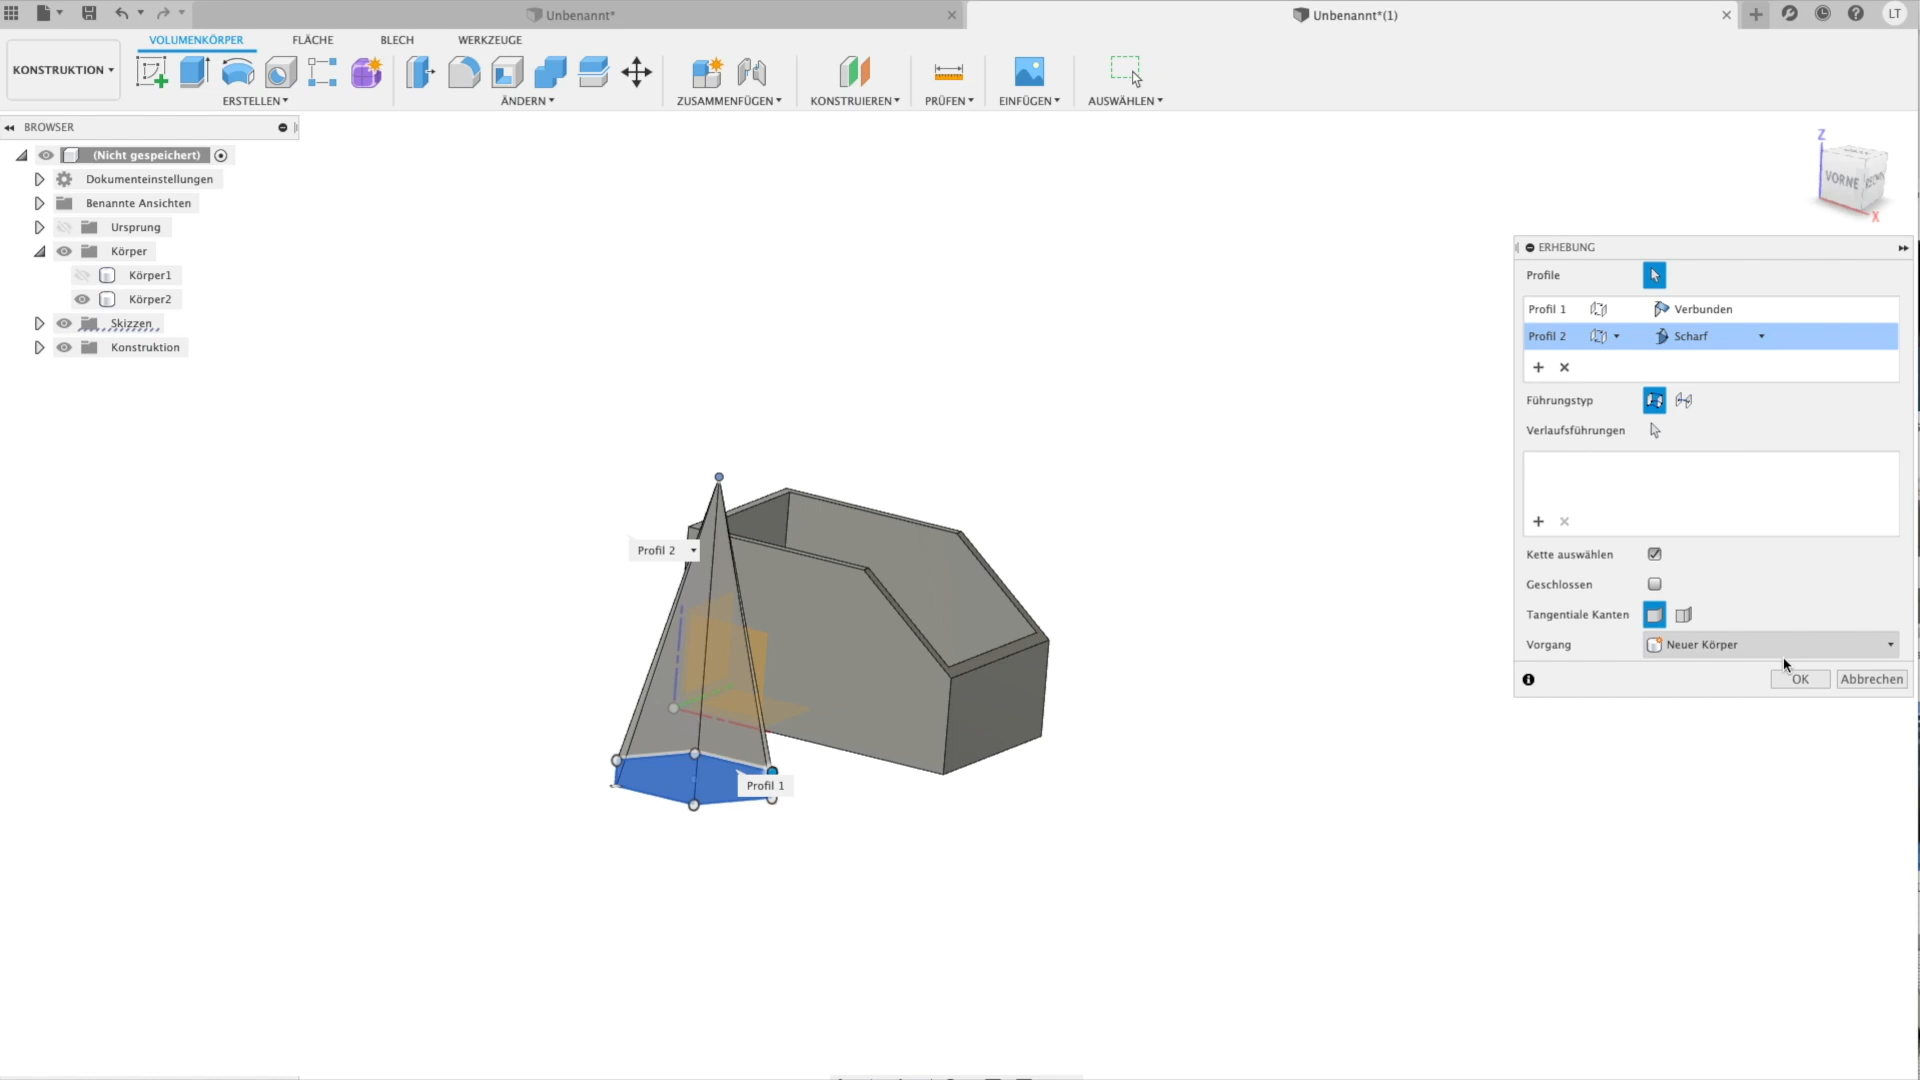 Unbenannt*
Unbenannt*(1)
LT
VOLUMENKÖRPER
FLÄCHE
BLECH
WERKZEUGE
KONSTRUKTION
ERSTELLEN
ÄNDERN
ZUSAMMENFÜGEN
KONSTRUIEREN
PRÜFEN
EINFÜGEN
AUSWÄHLEN
BROWSER
(Nicht gespeichert)
Dokumenteinstellungen
Benannte Ansichten
Ursprung
Körper
Körper1
Körper2
Skizzen
Konstruktion
Z
VORNE
X
ERHEBUNG
Profile
Profil 1
Verbunden
Profil 2
Scharf
Führungstyp
Verlaufsführungen
Kette auswählen
Geschlossen
Tangentiale Kanten
Vorgang
Neuer Körper
OK
Abbrechen
Profil 2
Profil 1